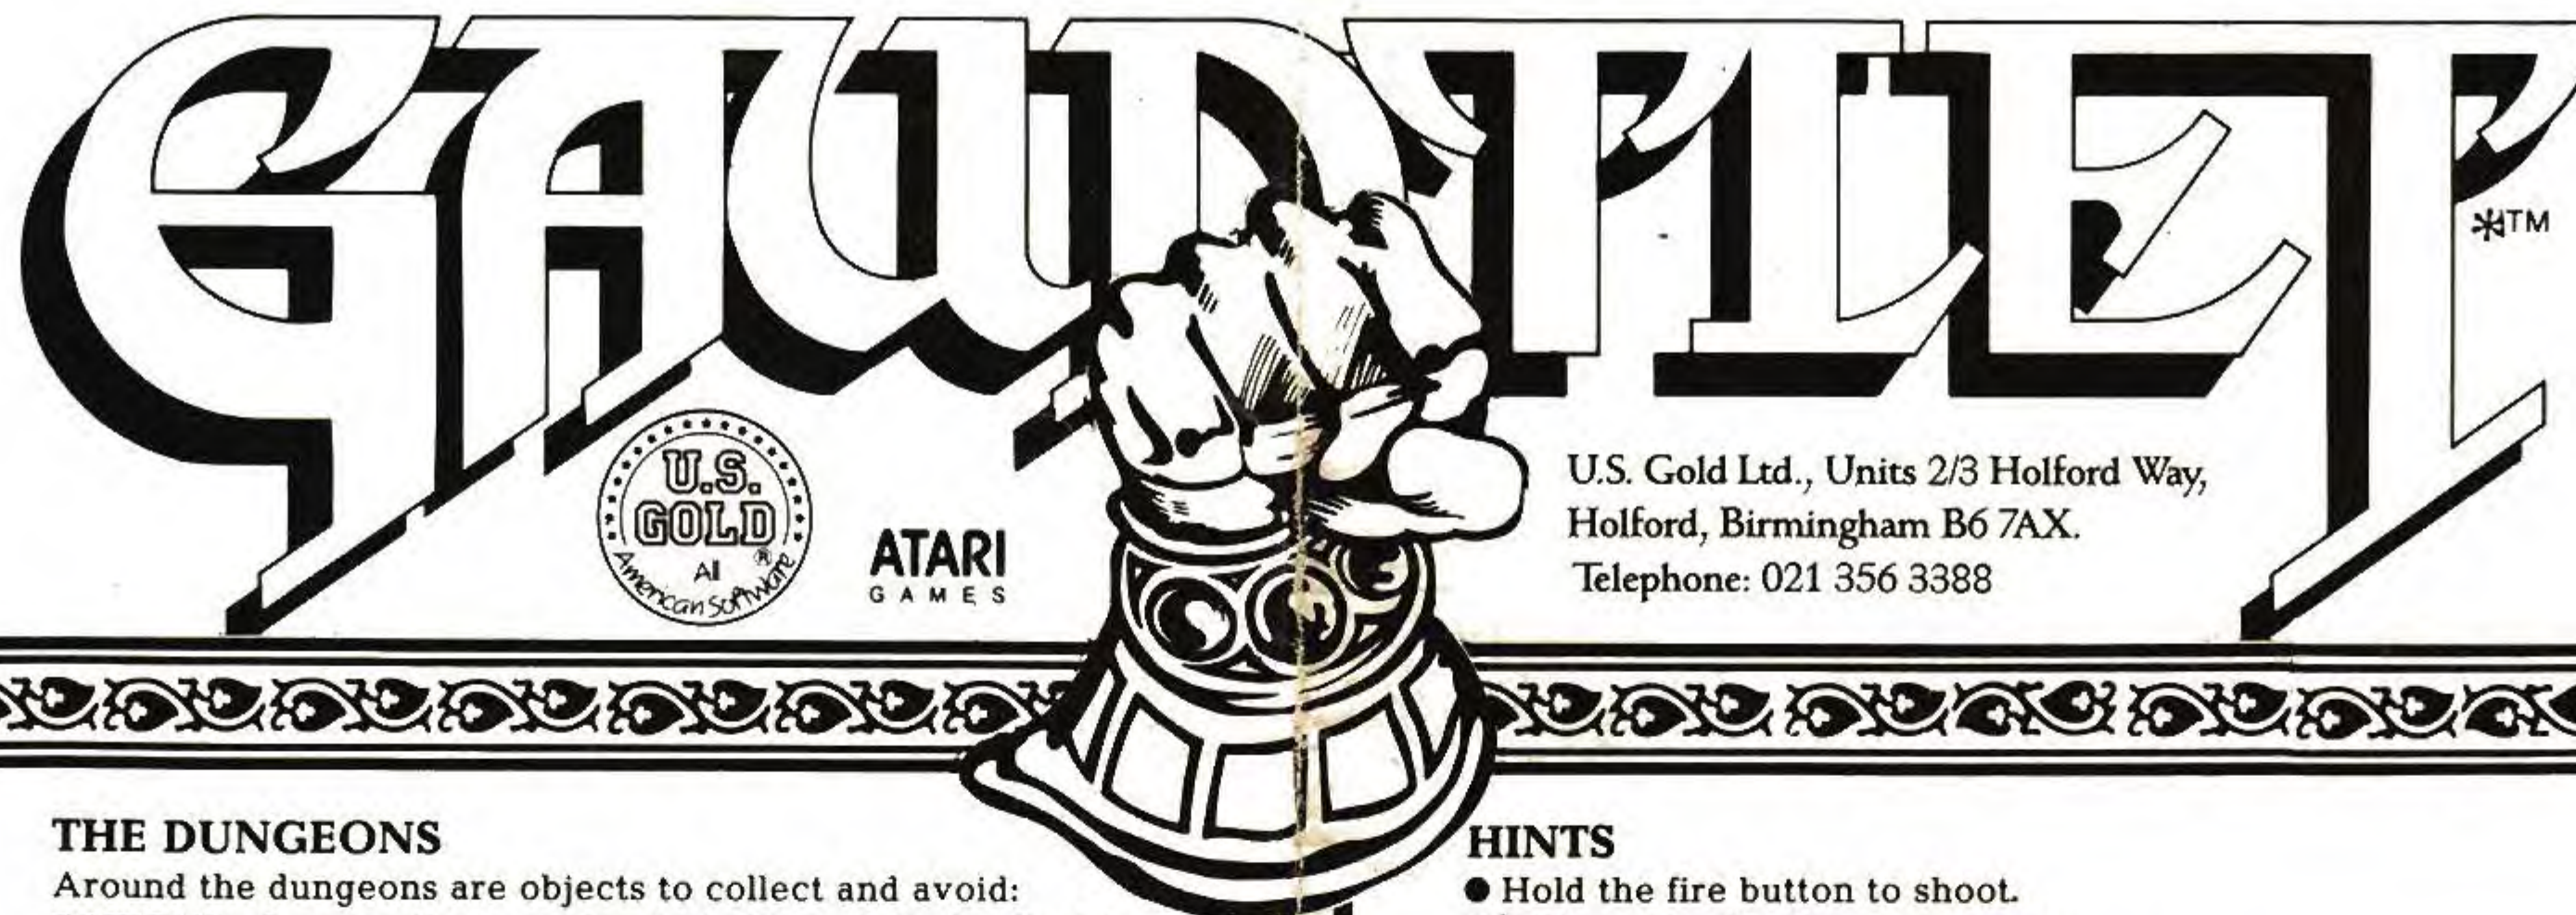 GAUNTLET
*TM
U.S.
GOLD
®
All
American Software
ATARI
GAMES
U.S. Gold Ltd., Units 2/3 Holford Way,
Holford, Birmingham B6 7AX.
Telephone: 021 356 3388
THE DUNGEONS
Around the dungeons are objects to collect and avoid:
HINTS
● Hold the fire button to shoot.